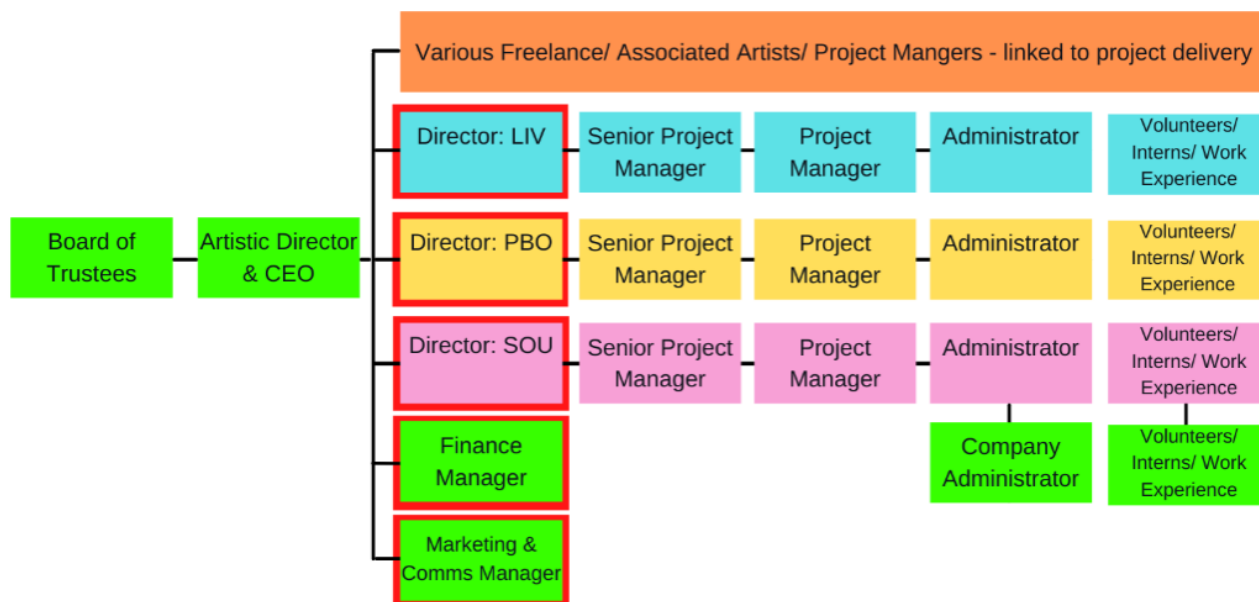 Various Freelance/ Associated Artists/ Project Mangers - linked to project delivery
Director: LIV
Senior Project
Manager
Project
Manager
Administrator
Volunteers/
Interns/ Work
Experience
Board of
Trustees
Artistic Director
& CEO
Director: PBO
Senior Project
Manager
Project
Manager
Administrator
Volunteers/
Interns/ Work
Experience
Director: SOU
Senior Project
Manager
Project
Manager
Administrator
Volunteers/
Interns/ Work
Experience
Finance
Manager
Company
Administrator
Volunteers/
Interns/ Work
Experience
Marketing &
Comms Manager